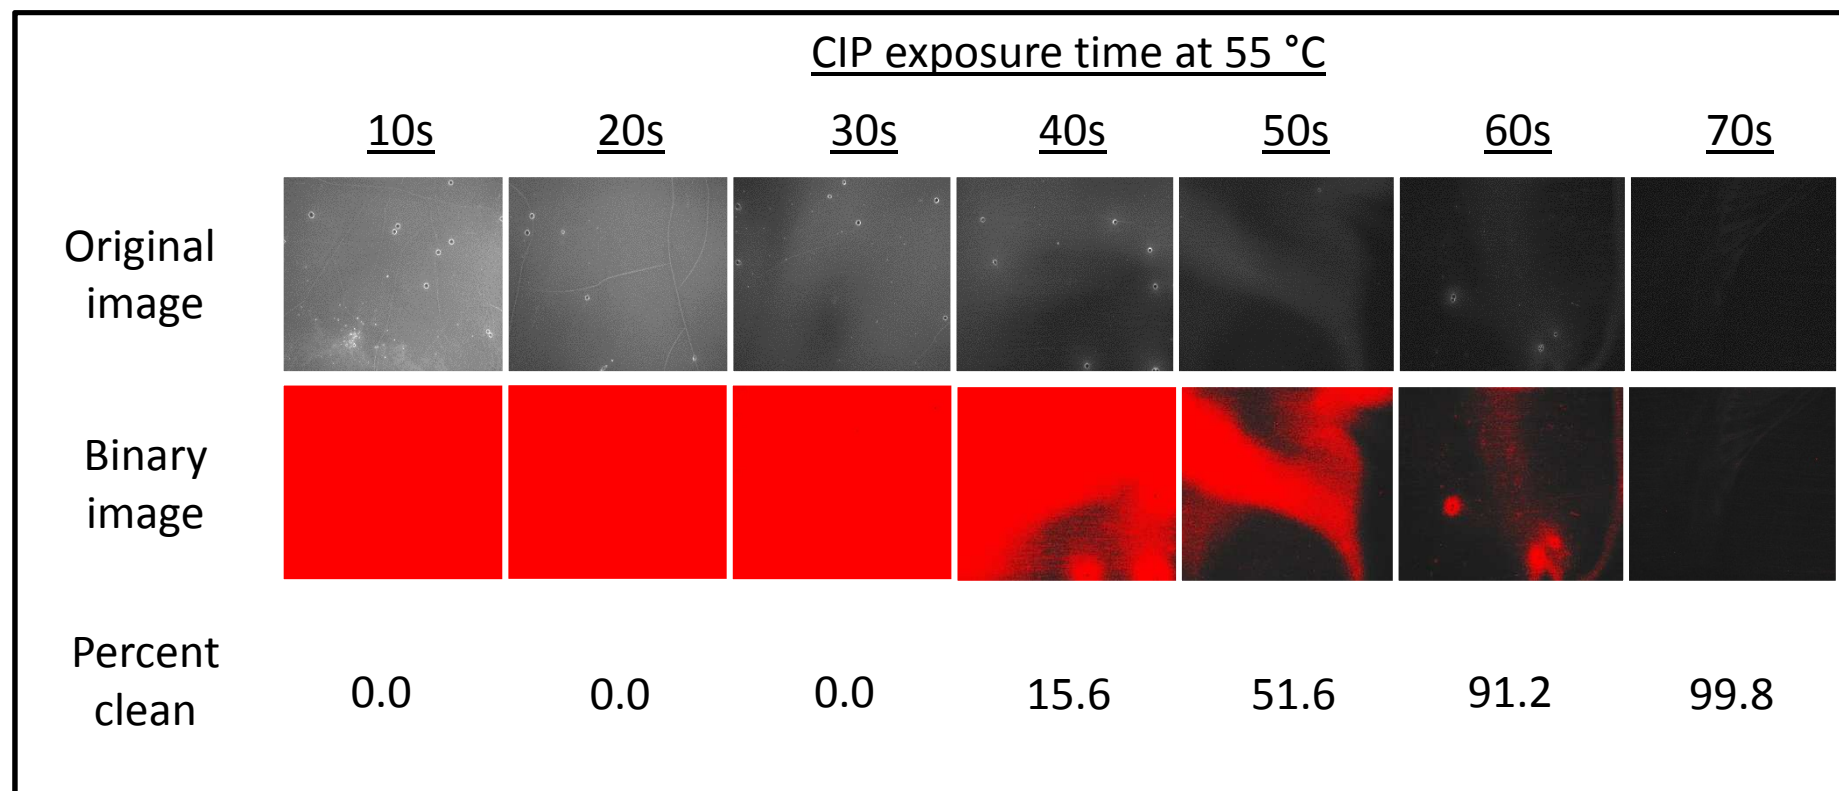 CIP exposure time at 55 °C
10s 20s 30s 40s 50s 60s 70s
Original
image
Binary
image
Percent
clean
0.0 0.0 0.0 15.6 51.6 91.2 99.8